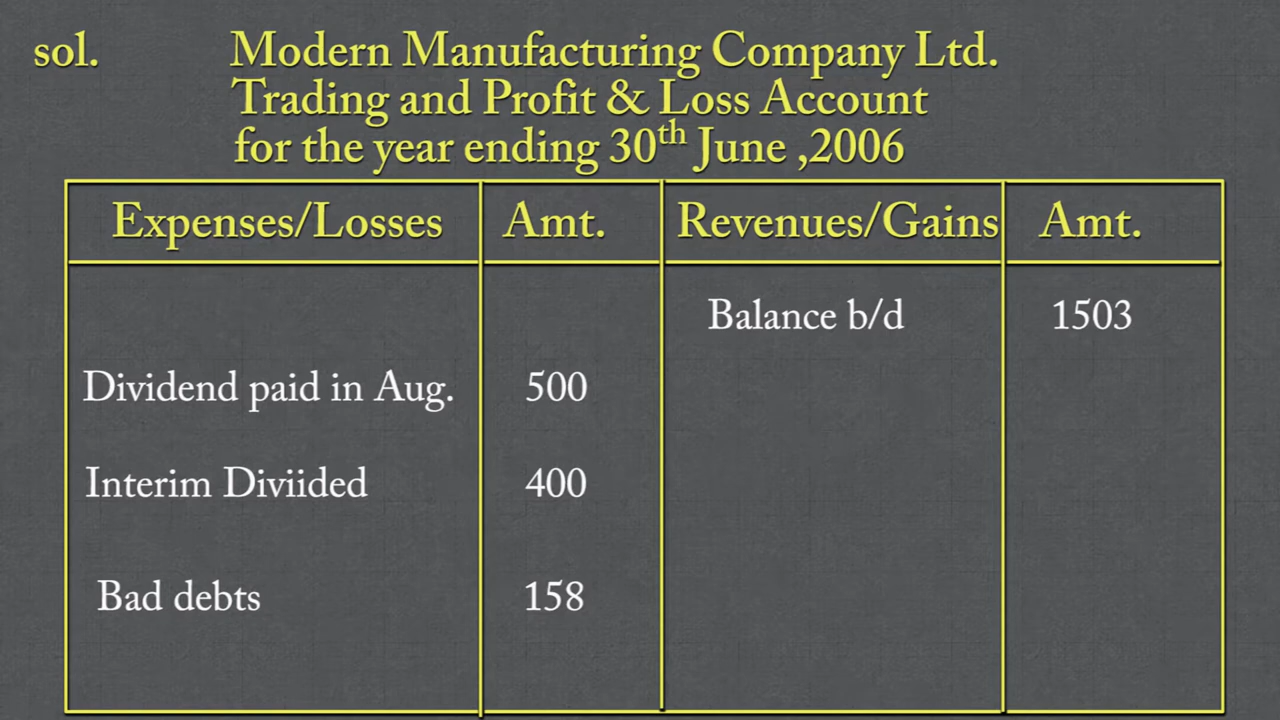 sol. Modern Manufacturing Company Ltd.
Trading and Profit & Loss Account
for the year ending 30th June ,2006
Expenses/Losses Amt. Revenues/Gains Amt.
Balance b/d 1503
Dividend paid in Aug. 500
Interim Diviided 400
Bad debts 158